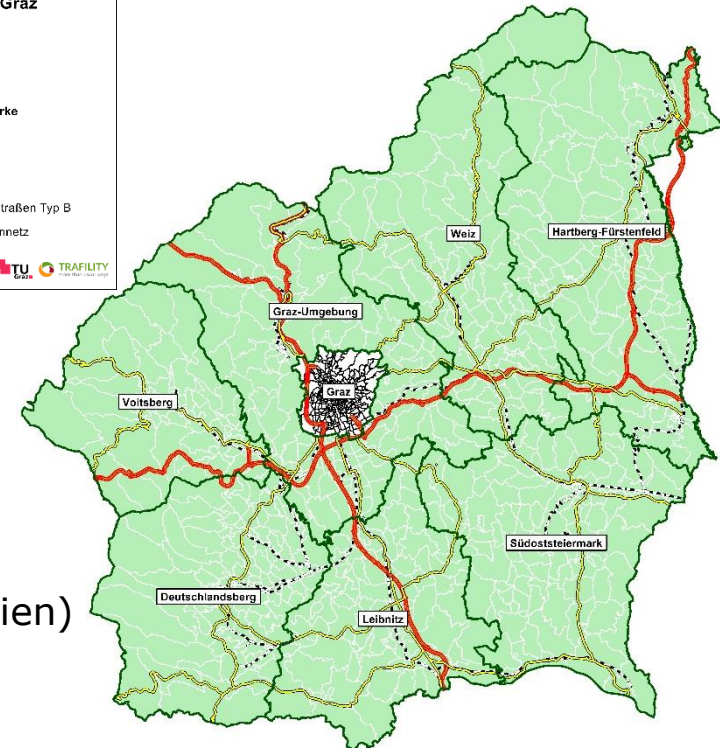 Graz
rke
traßen Typ B
nnetz
TU
Graz
TRAFILITY
Weiz
Hartberg-Fürstenfeld
Graz-Umgebung
Graz
Voitsberg
Südoststeiermark
Deutschlandsberg
ien)
Leibnitz